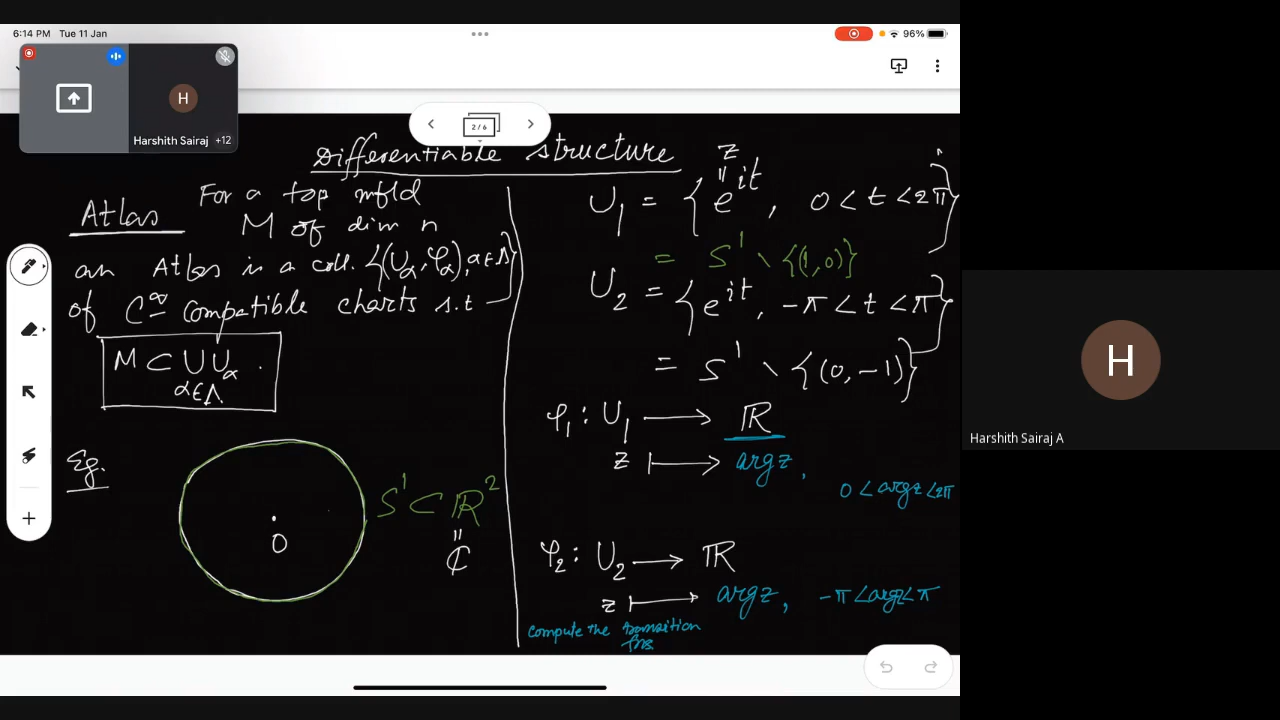 6:14 PM Tue 11 Jan
96%
H
Harshith Sairaj +12
2 / 6
Differentiable structure
Atlas For a top mfld
M of dim n
an Atlas is a coll. {(Uα, φα), α∈Λ}
of C∞ compatible charts s.t
M ⊂ ∪ Uα .
α∈Λ
Eg.
O
S¹ ⊂ ℝ²
=
ℂ
z
=
U₁ = { e^it, 0 < t < 2π }
= S¹ \ {(1,0)}
U₂ = { e^it, -π < t < π }
= S¹ \ {(0,-1)}
φ₁ : U₁ ⟶ ℝ
z ⟼ arg z,
0 < arg z < 2π
φ₂ : U₂ ⟶ ℝ
z ⟼ arg z, -π < arg z < π
Compute the transition
fns.
H
Harshith Sairaj A